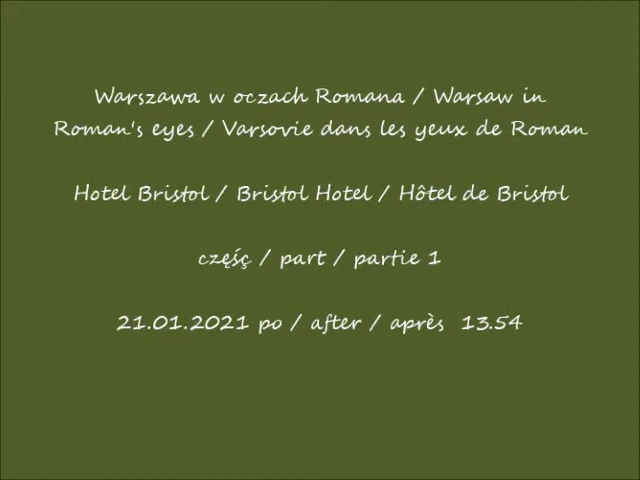 Warszawa w oczach Romana / Warsaw in
Roman's eyes / Varsovie dans les yeux de Roman
Hotel Bristol / Bristol Hotel / Hôtel de Bristol
częśç / part / partie 1
21.01.2021 po / after / après 13.54